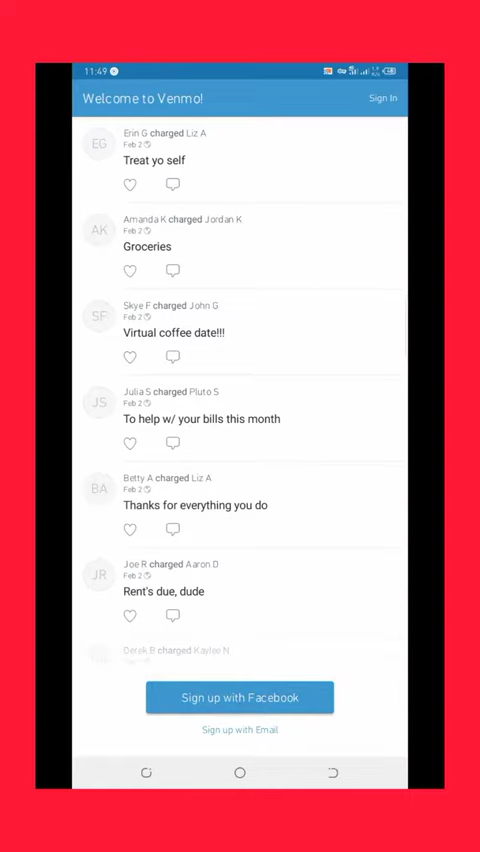 11:49
Welcome to Venmo!
Sign In
EG
Erin G charged Liz A
Feb 2
Treat yo self
AK
Amanda K charged Jordan K
Feb 2
Groceries
SF
Skye F charged John G
Feb 2
Virtual coffee date!!!
JS
Julia S charged Pluto S
Feb 2
To help w/ your bills this month
BA
Betty A charged Liz A
Feb 2
Thanks for everything you do
JR
Joe R charged Aaron D
Feb 2
Rent's due, dude
Derek B charged Kaylee N
Sign up with Facebook
Sign up with Email